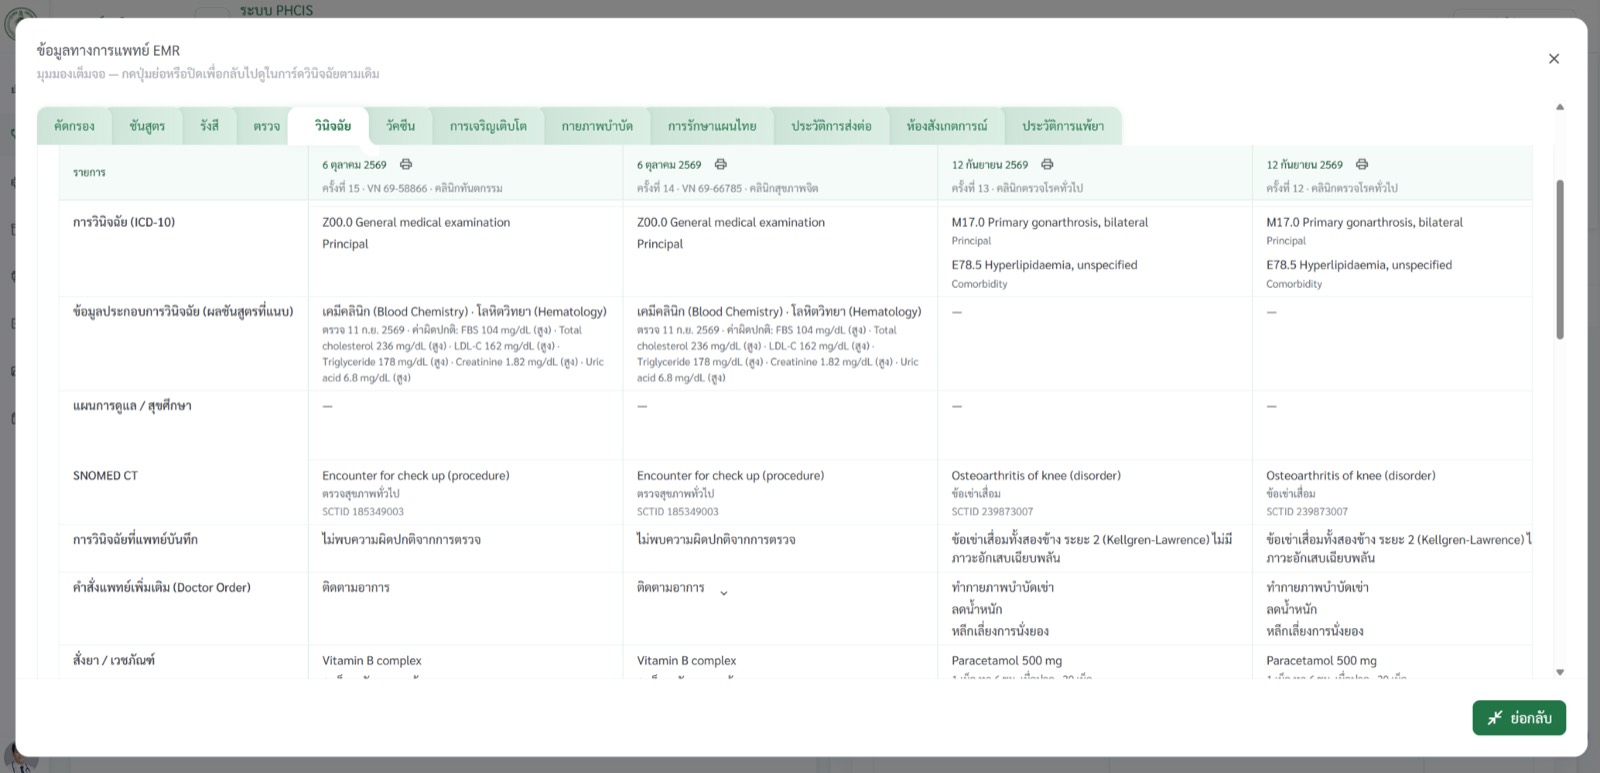 ระบบ PHCIS
ข้อมูลทางการแพทย์ EMR
มุมมองเต็มจอ — กดปุ่มย่อหรือปิดเพื่อกลับไปดูในการ์ดวินิจฉัยตามเดิม
คัดกรอง ชันสูตร รังสี ตรวจ วินิจฉัย วัคซีน การเจริญเติบโต กายภาพบำบัด การรักษาแผนไทย ประวัติการส่งต่อ ห้องสังเกตการณ์ ประวัติการแพ้ยา
รายการ
6 ตุลาคม 2569
ครั้งที่ 15 · VN 69-58866 · คลินิกทันตกรรม
6 ตุลาคม 2569
ครั้งที่ 14 · VN 69-66785 · คลินิกสุขภาพจิต
12 กันยายน 2569
ครั้งที่ 13 · คลินิกตรวจโรคทั่วไป
12 กันยายน 2569
ครั้งที่ 12 · คลินิกตรวจโรคทั่วไป
การวินิจฉัย (ICD-10)
Z00.0 General medical examination
Principal
Z00.0 General medical examination
Principal
M17.0 Primary gonarthrosis, bilateral
Principal
E78.5 Hyperlipidaemia, unspecified
Comorbidity
M17.0 Primary gonarthrosis, bilateral
Principal
E78.5 Hyperlipidaemia, unspecified
Comorbidity
ข้อมูลประกอบการวินิจฉัย (ผลชันสูตรที่แนบ)
เคมีคลินิก (Blood Chemistry) · โลหิตวิทยา (Hematology)
ตรวจ 11 ก.ย. 2569 · ค่าผิดปกติ: FBS 104 mg/dL (สูง) · Total
cholesterol 236 mg/dL (สูง) · LDL-C 162 mg/dL (สูง) ·
Triglyceride 178 mg/dL (สูง) · Creatinine 1.82 mg/dL (สูง) · Uric
acid 6.8 mg/dL (สูง)
เคมีคลินิก (Blood Chemistry) · โลหิตวิทยา (Hematology)
ตรวจ 11 ก.ย. 2569 · ค่าผิดปกติ: FBS 104 mg/dL (สูง) · Total
cholesterol 236 mg/dL (สูง) · LDL-C 162 mg/dL (สูง) ·
Triglyceride 178 mg/dL (สูง) · Creatinine 1.82 mg/dL (สูง) · Uric
acid 6.8 mg/dL (สูง)
—
—
แผนการดูแล / สุขศึกษา
—
—
—
—
SNOMED CT
Encounter for check up (procedure)
ตรวจสุขภาพทั่วไป
SCTID 185349003
Encounter for check up (procedure)
ตรวจสุขภาพทั่วไป
SCTID 185349003
Osteoarthritis of knee (disorder)
ข้อเข่าเสื่อม
SCTID 239873007
Osteoarthritis of knee (disorder)
ข้อเข่าเสื่อม
SCTID 239873007
การวินิจฉัยที่แพทย์บันทึก
ไม่พบความผิดปกติจากการตรวจ
ไม่พบความผิดปกติจากการตรวจ
ข้อเข่าเสื่อมทั้งสองข้าง ระยะ 2 (Kellgren-Lawrence) ไม่มี
ภาวะอักเสบเฉียบพลัน
ข้อเข่าเสื่อมทั้งสองข้าง ระยะ 2 (Kellgren-Lawrence)
ภาวะอักเสบเฉียบพลัน
คำสั่งแพทย์เพิ่มเติม (Doctor Order)
ติดตามอาการ
ติดตามอาการ
ทำกายภาพบำบัดเข่า
ลดน้ำหนัก
หลีกเลี่ยงการนั่งยอง
ทำกายภาพบำบัดเข่า
ลดน้ำหนัก
หลีกเลี่ยงการนั่งยอง
สั่งยา / เวชภัณฑ์
Vitamin B complex
Vitamin B complex
Paracetamol 500 mg
Paracetamol 500 mg
ย่อกลับ